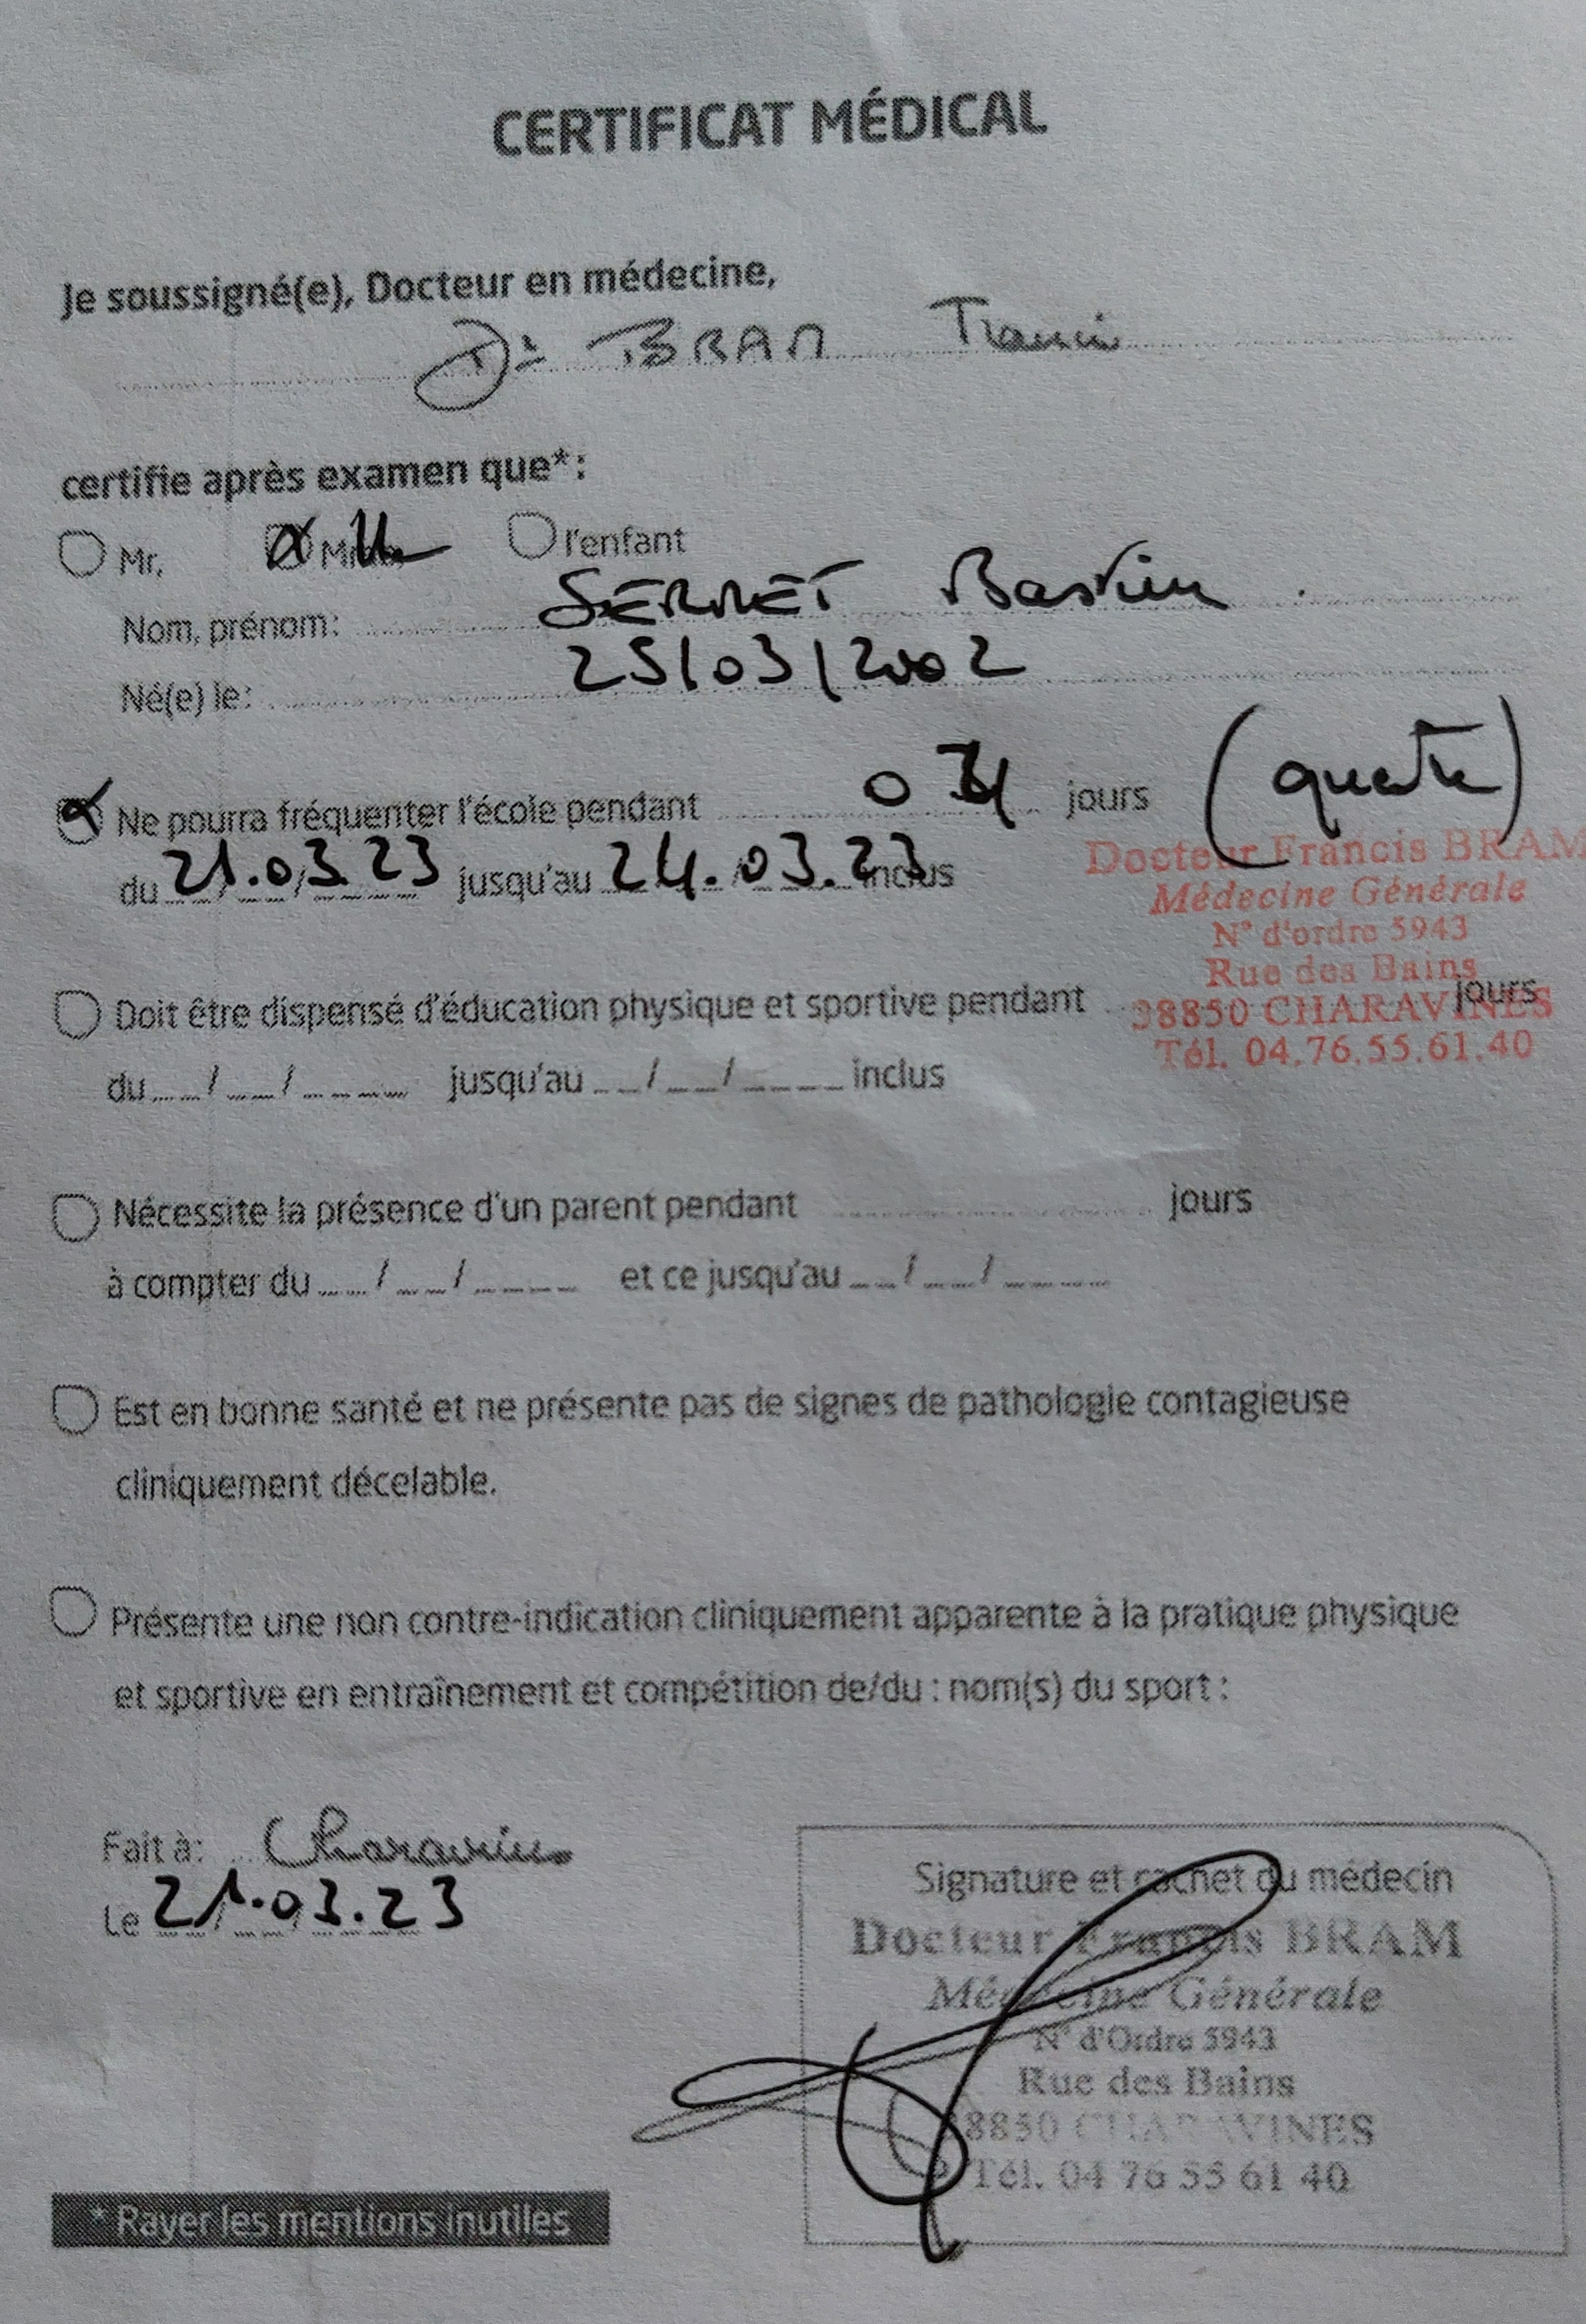 CERTIFICAT MÉDICAL
Je soussigné(e), Docteur en médecine,
Dr BRAM Francis
certifie après examen que* :
Mr, Mlle l'enfant
Nom, prénom: SERRET Bastien
Né(e) le: 25/03/2002
Ne pourra fréquenter l'école pendant 04 jours (quatre)
du 21.03.23 jusqu'au 24.03.23 inclus
Docteur Francis BRAM
Médecine Générale
N° d'ordre 5943
Rue des Bains
38850 CHARAVINES
Tél. 04.76.55.61.40
Doit être dispensé d'éducation physique et sportive pendant jours
du __/__/____ jusqu'au __/__/____ inclus
Nécessite la présence d'un parent pendant jours
à compter du __/__/____ et ce jusqu'au __/__/____
Est en bonne santé et ne présente pas de signes de pathologie contagieuse
cliniquement décelable.
Présente une non contre-indication cliniquement apparente à la pratique physique
et sportive en entraînement et compétition de/du : nom(s) du sport :
Fait à: Charavines
Le 21.03.23
Signature et cachet du médecin
Docteur Francis BRAM
Médecine Générale
N° d'Ordre 5943
Rue des Bains
38850 CHARAVINES
Tél. 04 76 55 61 40
* Rayer les mentions inutiles